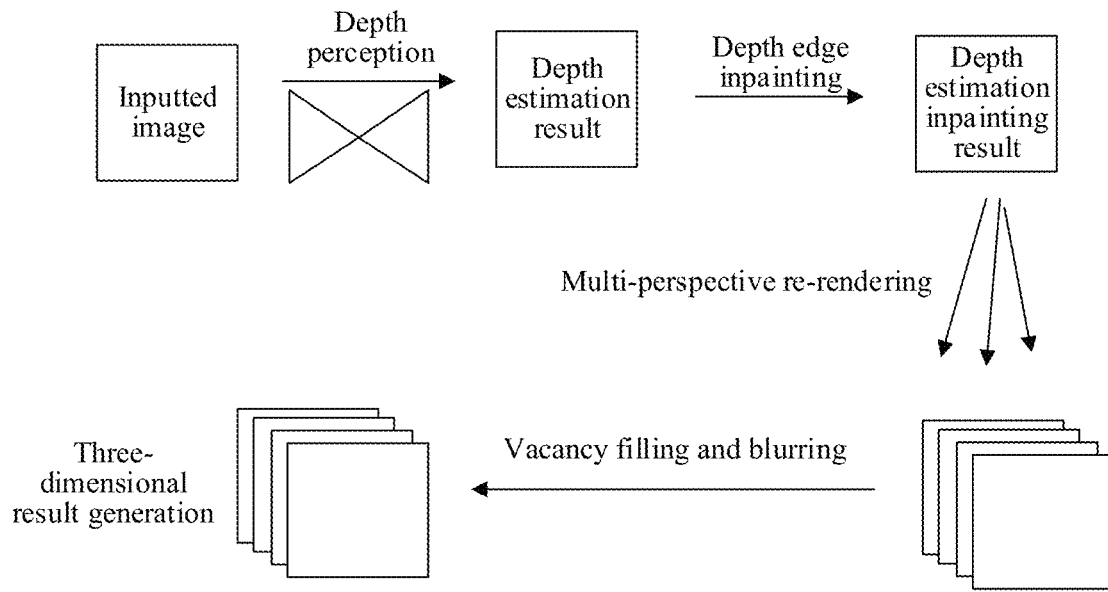 Inputted
image
Depth
perception
Depth
estimation
result
Depth edge
inpainting
Depth
estimation
inpainting
result
Multi-perspective re-rendering
Vacancy filling and blurring
Three-
dimensional
result generation